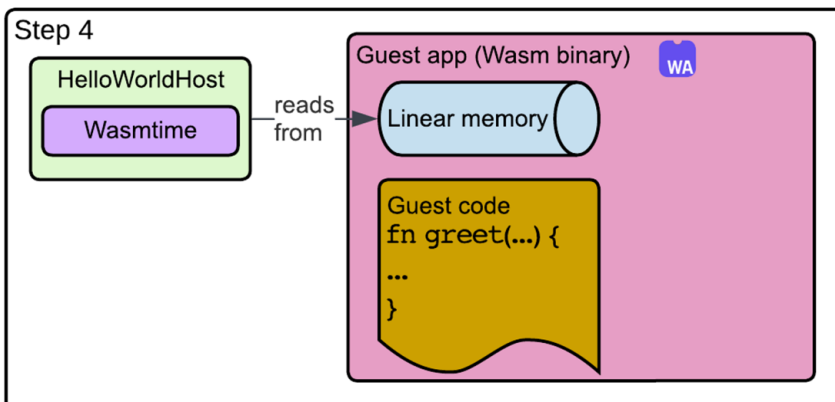 Step 4
HelloWorldHost
Wasmtime
reads
from
Guest app (Wasm binary)
WA
Linear memory
Guest code
fn greet(...) {
...
}